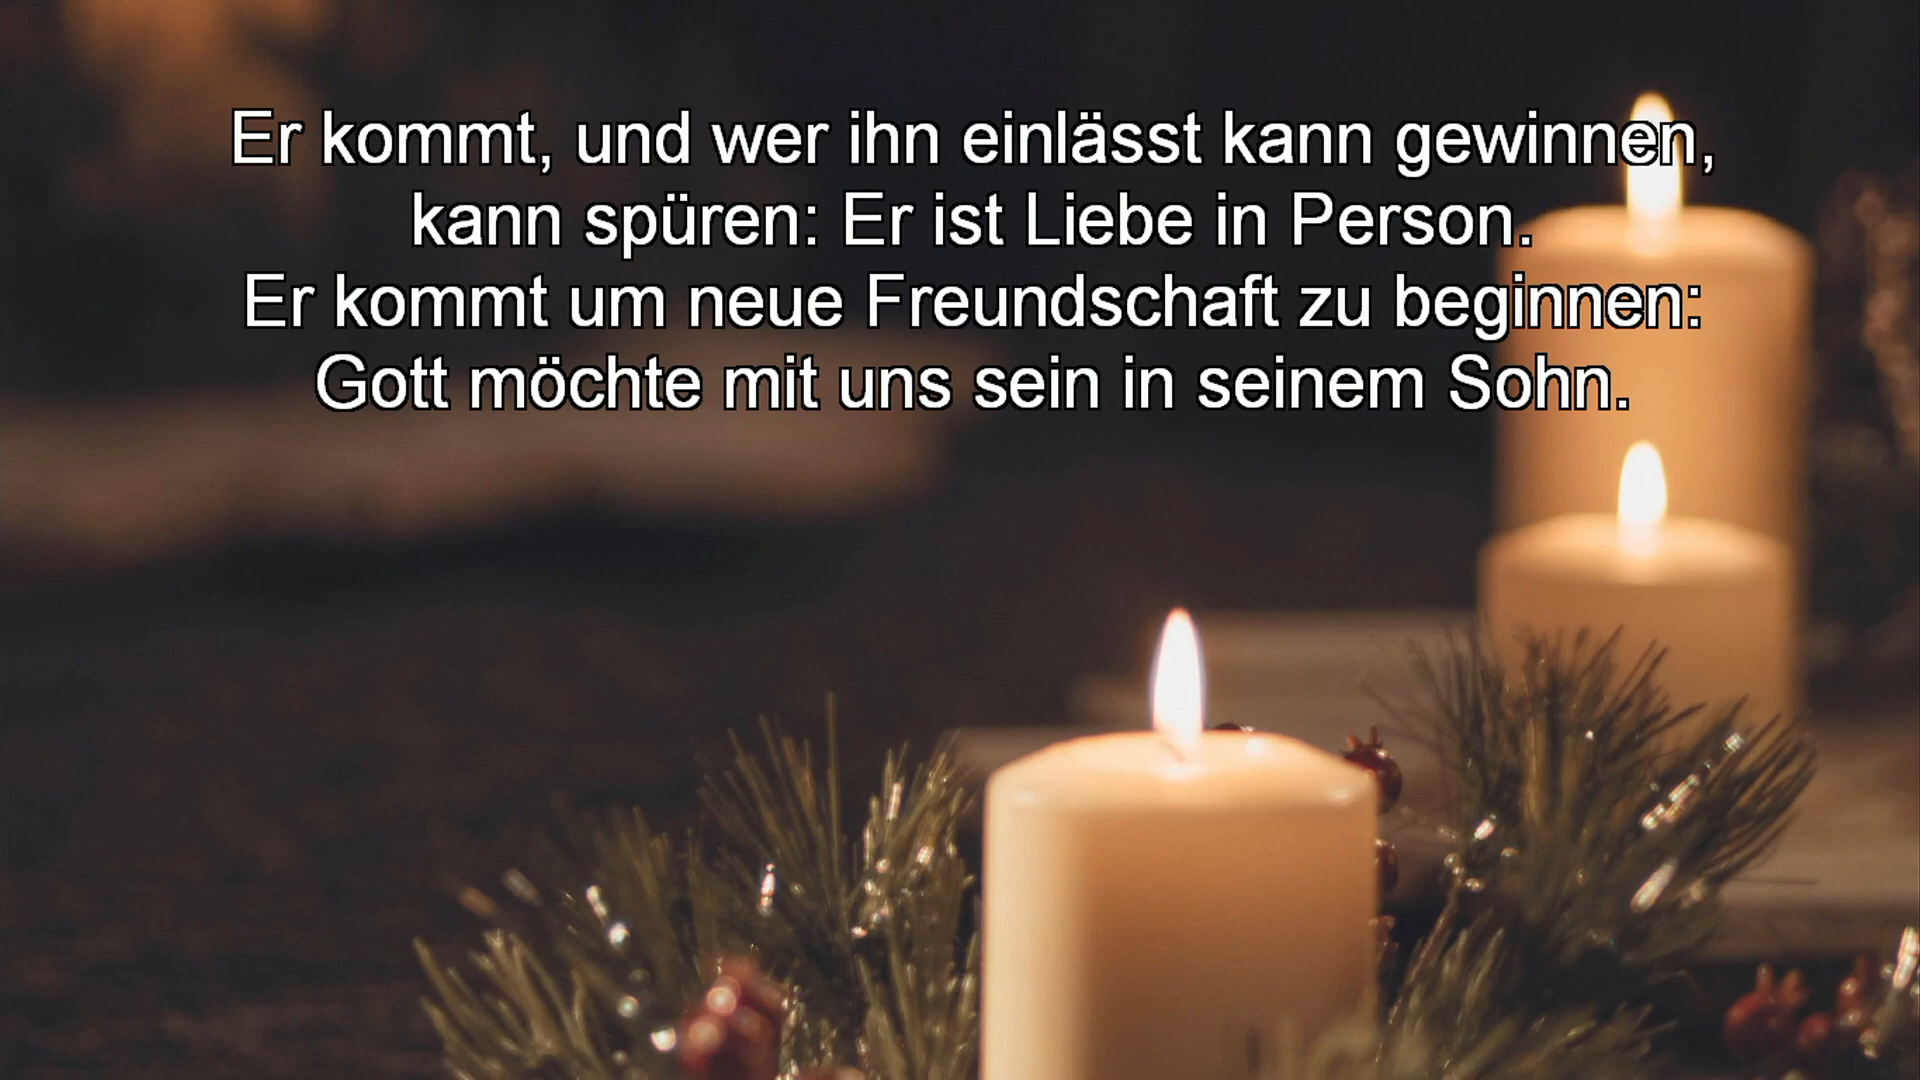 Er kommt, und wer ihn einlässt kann gewinnen,
kann spüren: Er ist Liebe in Person.
Er kommt um neue Freundschaft zu beginnen:
Gott möchte mit uns sein in seinem Sohn.